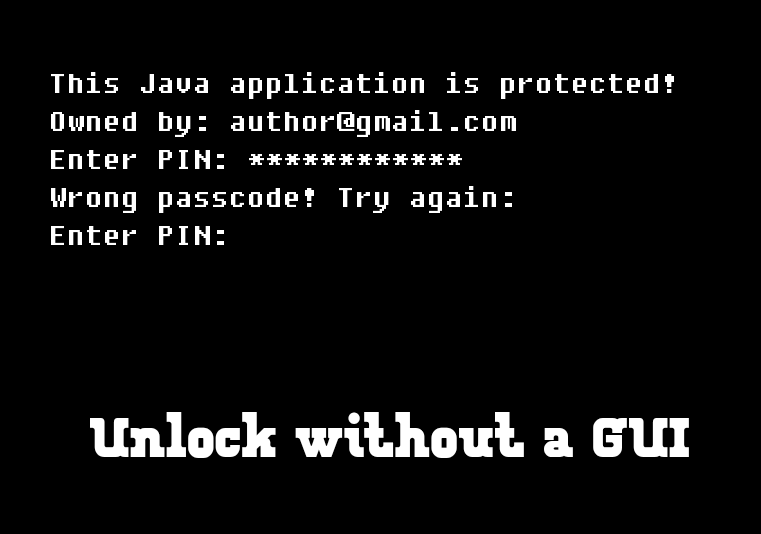 This Java application is protected!
Owned by: author@gmail.com
Enter PIN: ************
Wrong passcode! Try again:
Enter PIN:
Unlock without a GUI